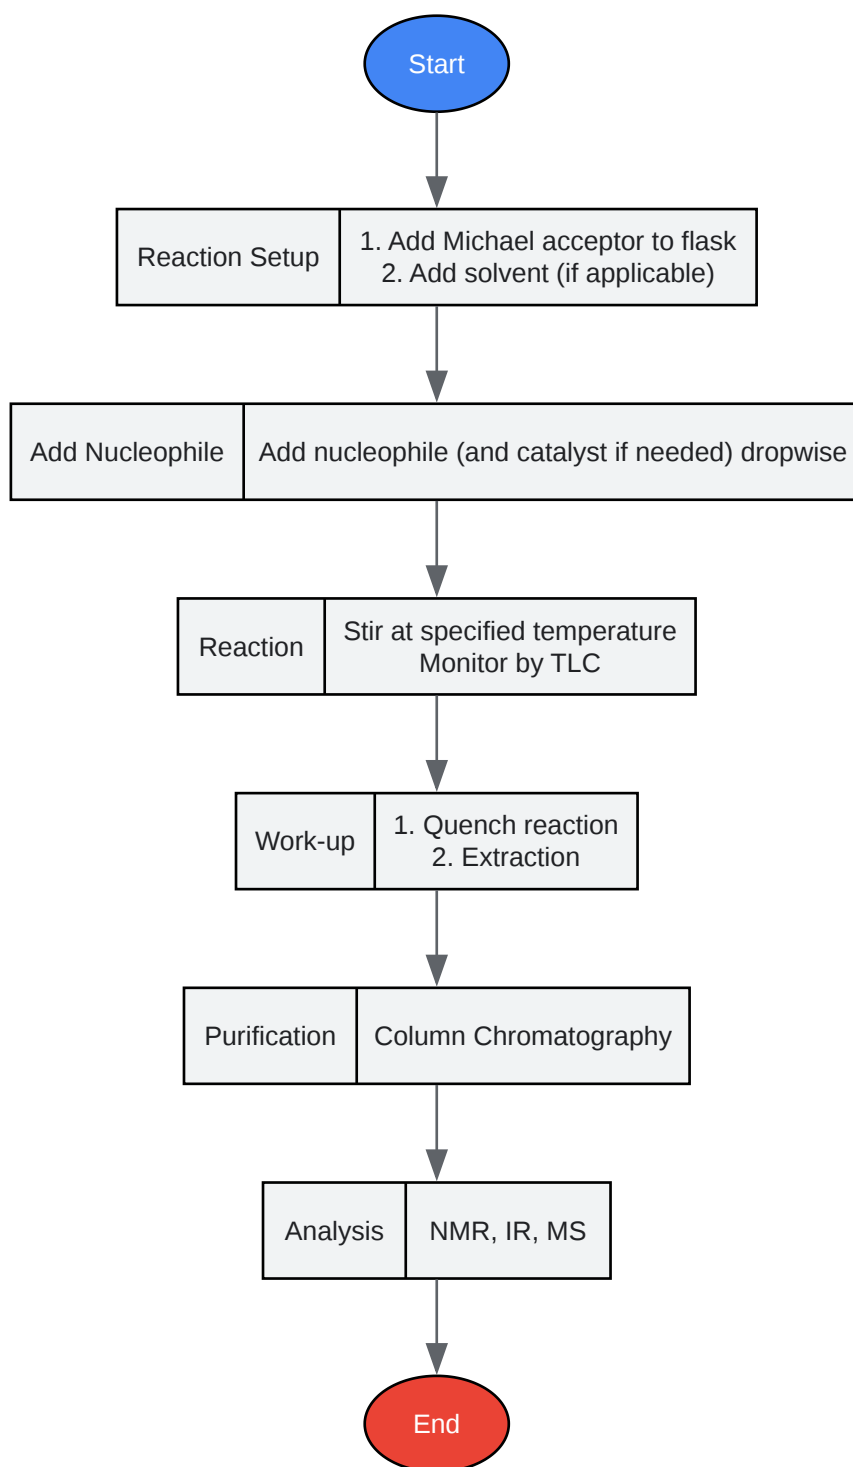 Start
Reaction Setup
1. Add Michael acceptor to flask
2. Add solvent (if applicable)
Add Nucleophile
Add nucleophile (and catalyst if needed) dropwise
Reaction
Stir at specified temperature
Monitor by TLC
Work-up
1. Quench reaction
2. Extraction
Purification
Column Chromatography
Analysis
NMR, IR, MS
End